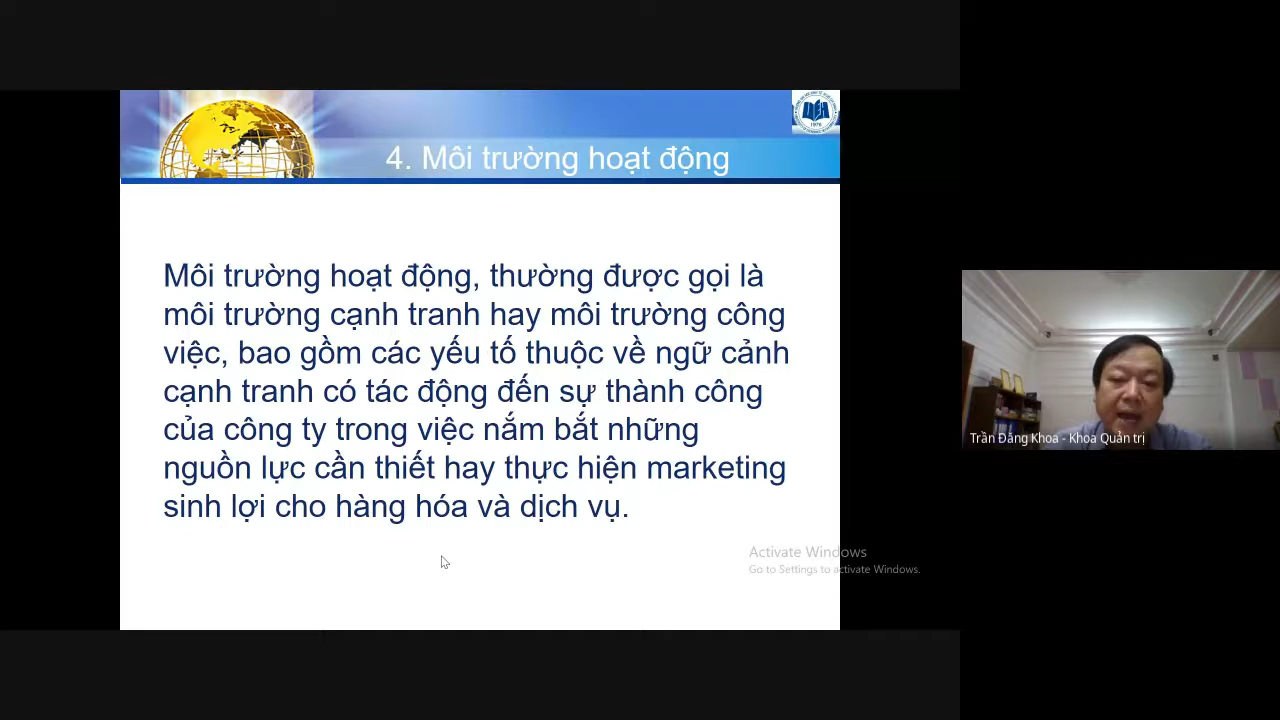 4. Môi trường hoạt động
Môi trường hoạt động, thường được gọi là
môi trường cạnh tranh hay môi trường công
việc, bao gồm các yếu tố thuộc về ngữ cảnh
cạnh tranh có tác động đến sự thành công
của công ty trong việc nắm bắt những
nguồn lực cần thiết hay thực hiện marketing
sinh lợi cho hàng hóa và dịch vụ.
Activate Windows
Go to Settings to activate Windows.
Trần Đăng Khoa - Khoa Quản trị
1976